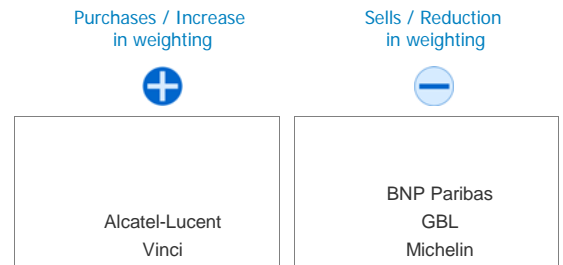 Purchases / Increase
in weighting
Sells / Reduction
in weighting
Alcatel-Lucent
Vinci
BNP Paribas
GBL
Michelin